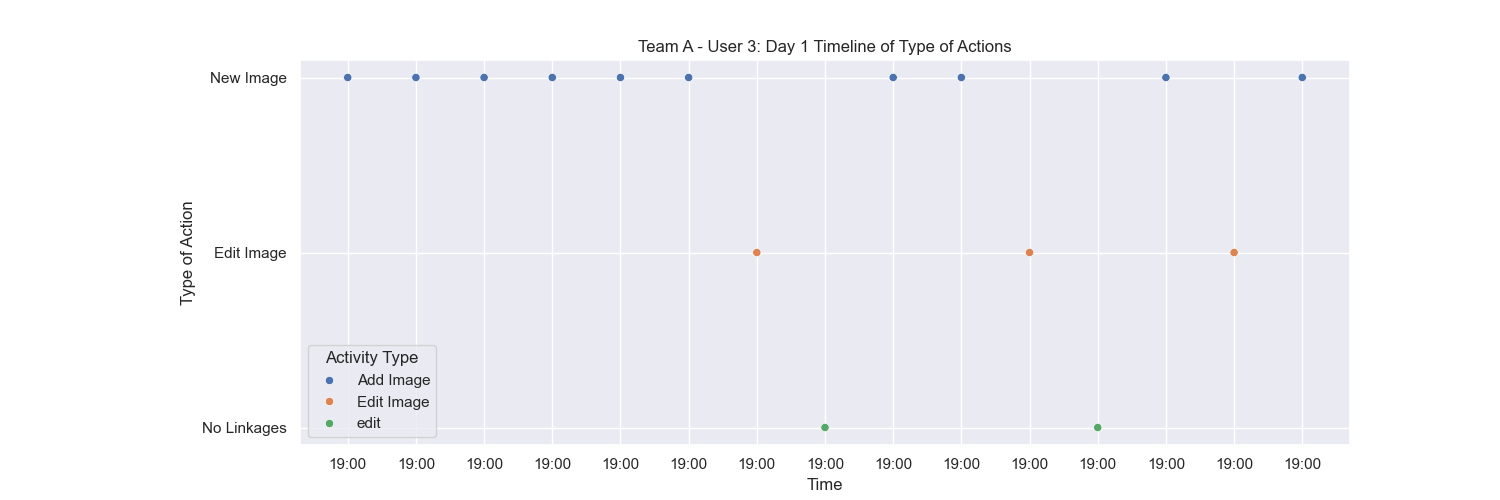 Team A - User 3: Day 1 Timeline of Type of Actions
New Image
Edit Image
No Linkages
Type of Action
Activity Type
Add Image
Edit Image
edit
19:00 19:00 19:00 19:00 19:00 19:00 19:00 19:00 19:00 19:00 19:00 19:00 19:00 19:00 19:00
Time